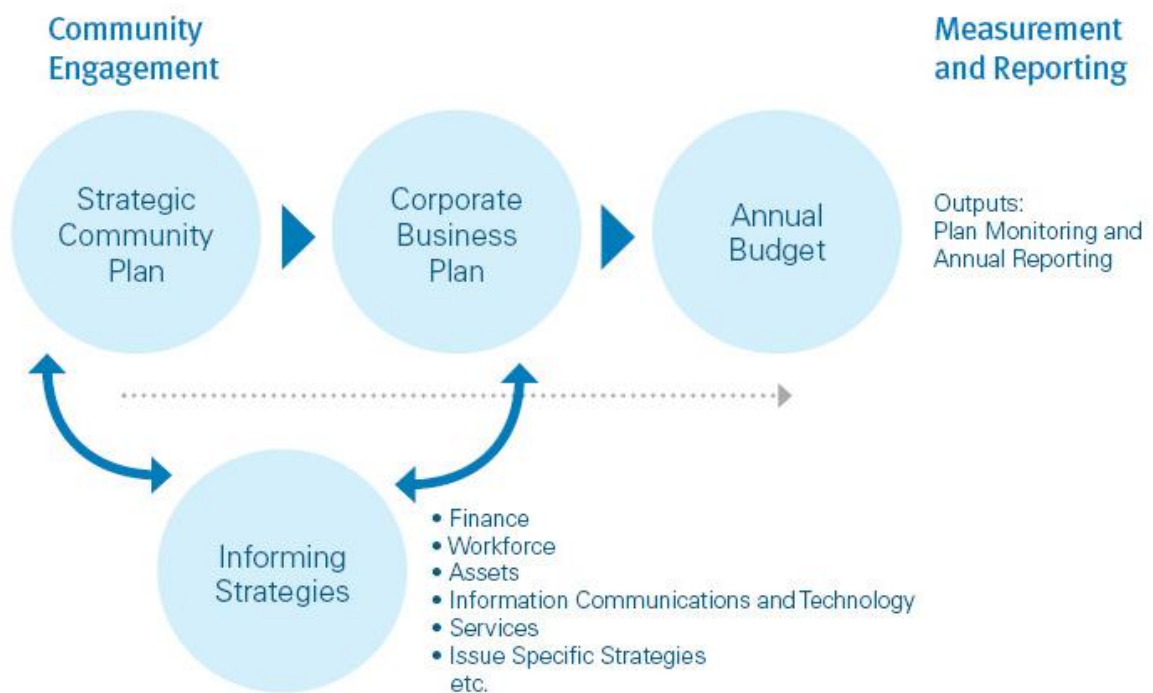 Community
Engagement
Measurement
and Reporting
Strategic
Community
Plan
Corporate
Business
Plan
Annual
Budget
Outputs:
Plan Monitoring and
Annual Reporting
Informing
Strategies
• Finance
• Workforce
• Assets
• Information Communications and Technology
• Services
• Issue Specific Strategies
etc.